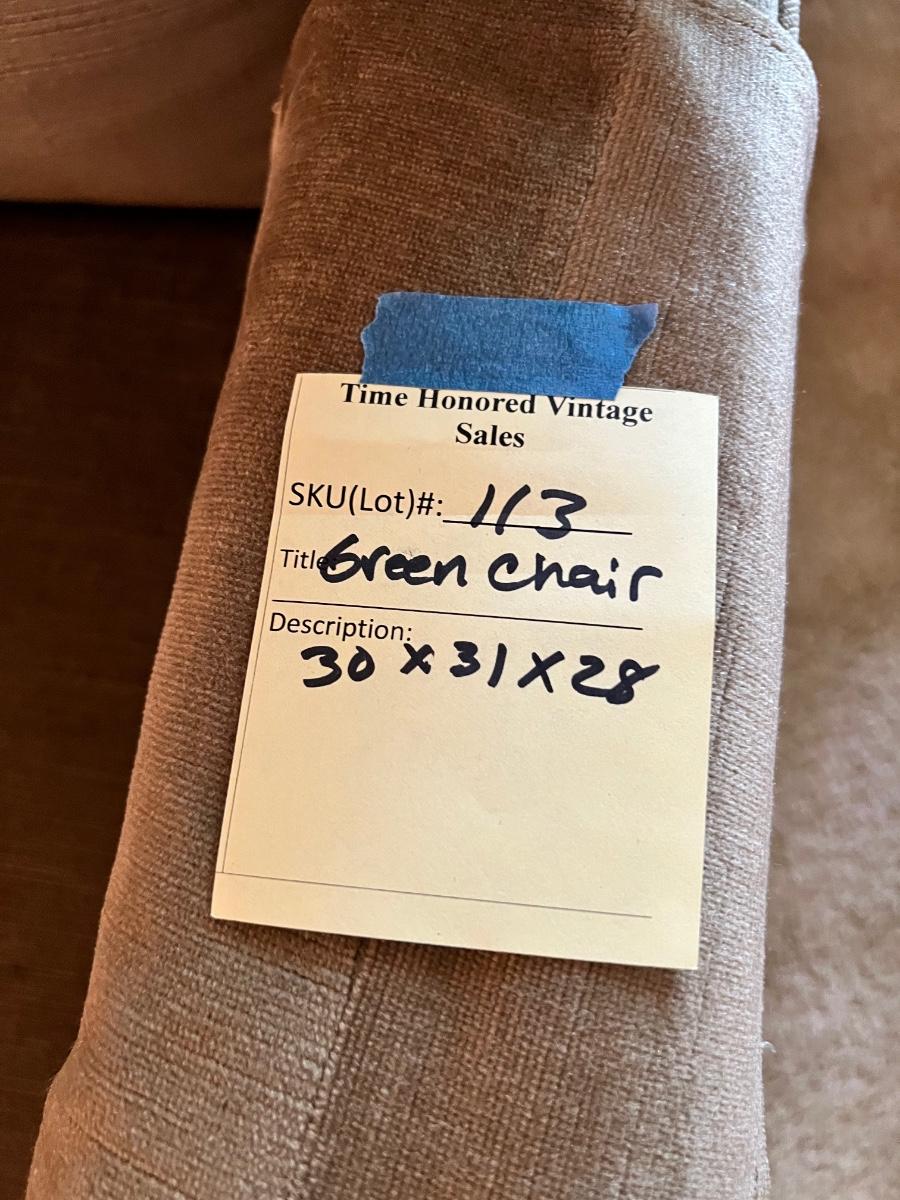 Time Honored Vintage
Sales
SKU(Lot)#: 113
Title Green Chair
Description:
30 x 31 x 28